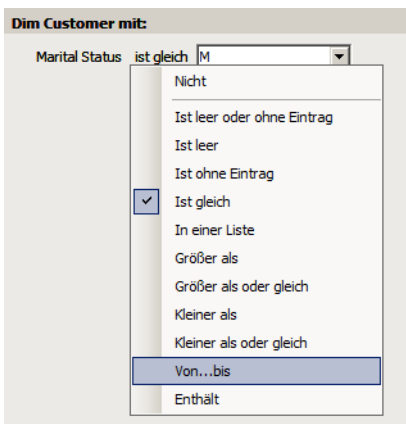 Dim Customer mit:
Marital Status ist gleich M
Nicht
Ist leer oder ohne Eintrag
Ist leer
Ist ohne Eintrag
Ist gleich
In einer Liste
Größer als
Größer als oder gleich
Kleiner als
Kleiner als oder gleich
Von...bis
Enthält